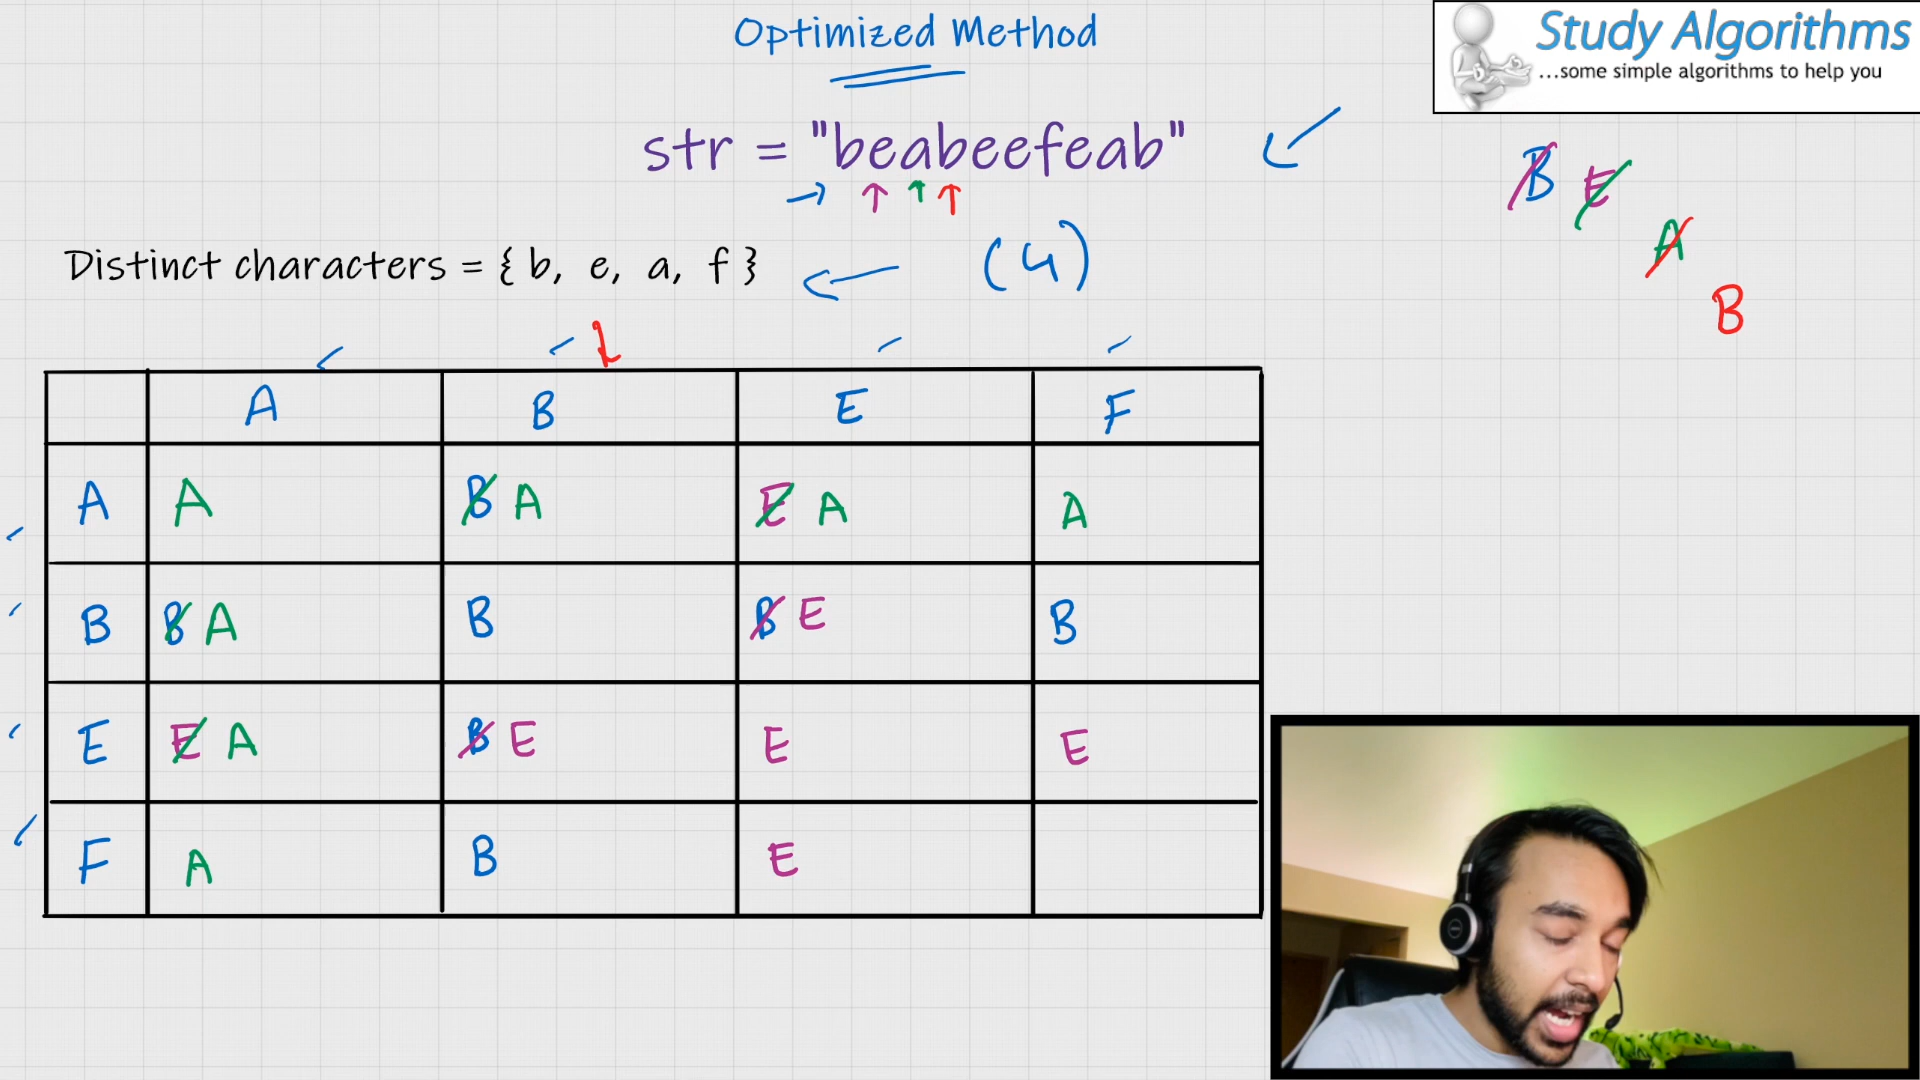 Optimized Method
Study Algorithms
...some simple algorithms to help you
str = "beabeefeab"
B E
A
B
Distinct characters = { b, e, a, f } (4)
A B E F
A A B A E A A
B B A B B E B
E E A B E E E
F A B E